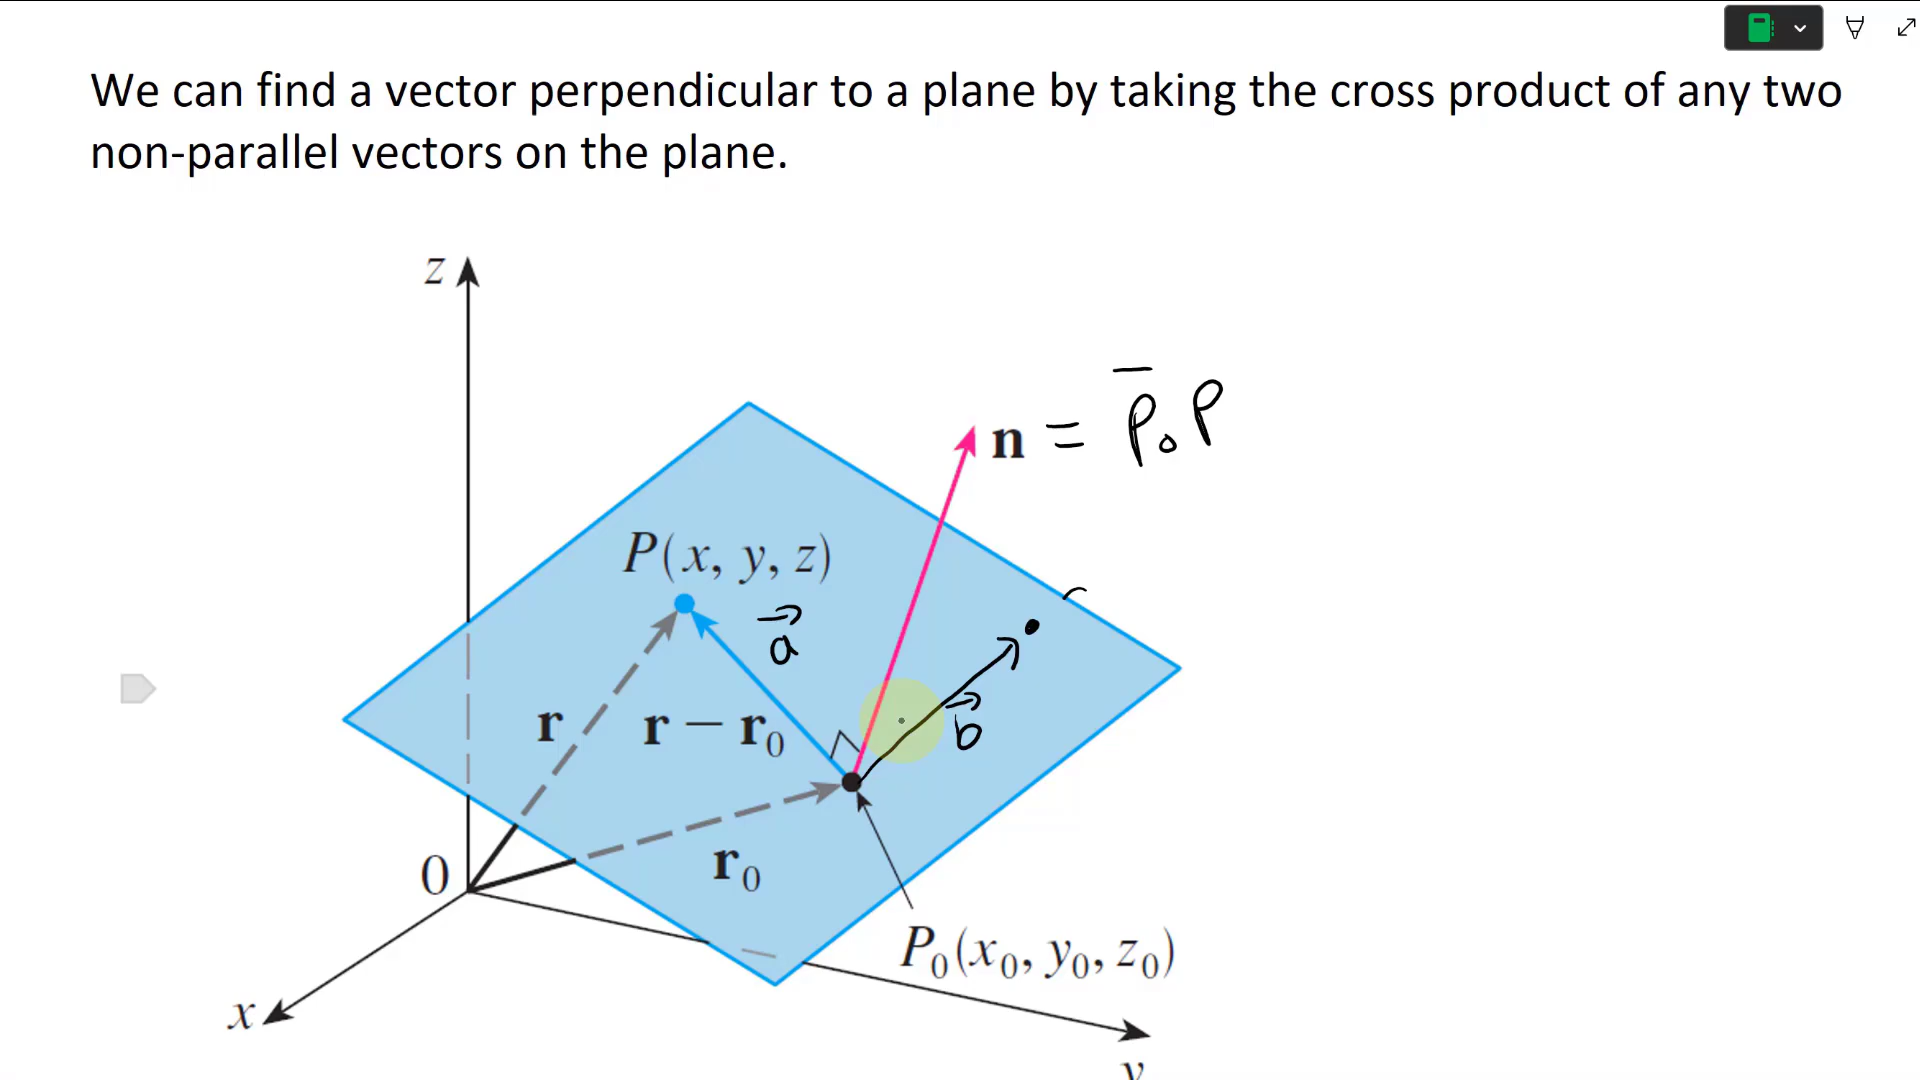 We can find a vector perpendicular to a plane by taking the cross product of any two
non-parallel vectors on the plane.
z
n = P₀P
P(x, y, z)
a
r
r
r − r₀
b
0
r₀
P₀(x₀, y₀, z₀)
x
y